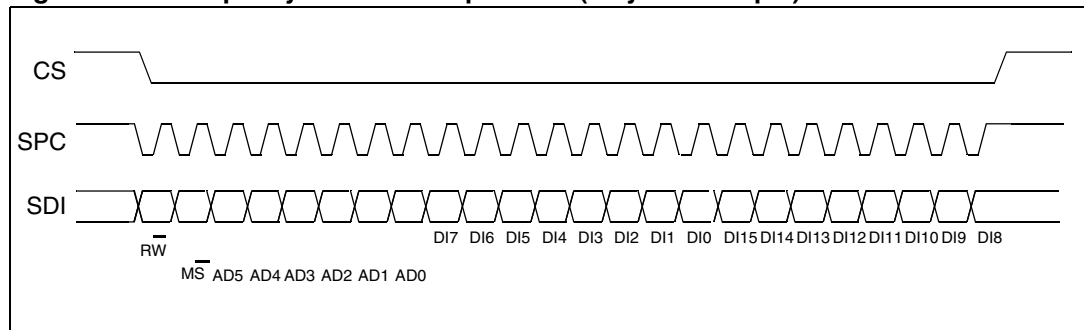 CS
SPC
SDI
DI7 DI6 DI5 DI4 DI3 DI2 DI1 DI0 DI15 DI14 DI13 DI12 DI11 DI10 DI9 DI8
RW
MS AD5 AD4 AD3 AD2 AD1 AD0